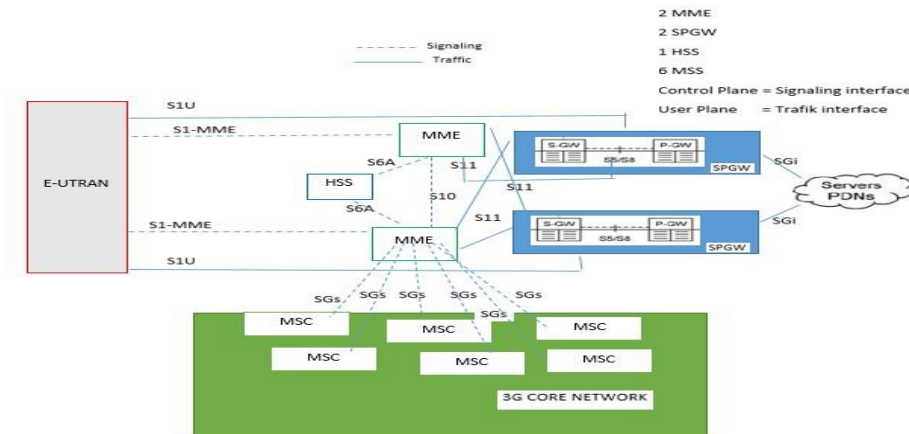 2 MME
2 SPGW
1 HSS
6 MSS
Control Plane = Signaling interface
User Plane = Trafik interface
Signaling
Traffic
S1U
S1-MME
MME
S-GW
P-GW
S5/S8
SPGW
SGi
E-UTRAN
S6A
S11
HSS
S10
S11
Servers
PDNs
S6A
S11
S1-MME
MME
S-GW
P-GW
S5/S8
SPGW
SGi
S1U
SGs
SGs
SGs
SGs
SGs
SGs
MSC
MSC
MSC
MSC
MSC
MSC
3G CORE NETWORK